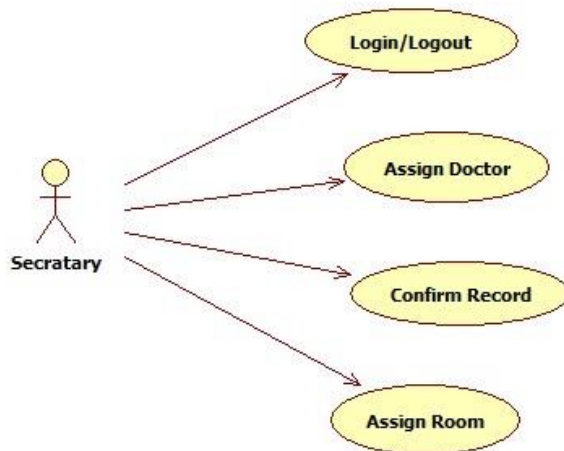 Login/Logout
Assign Doctor
Secratary
Confirm Record
Assign Room